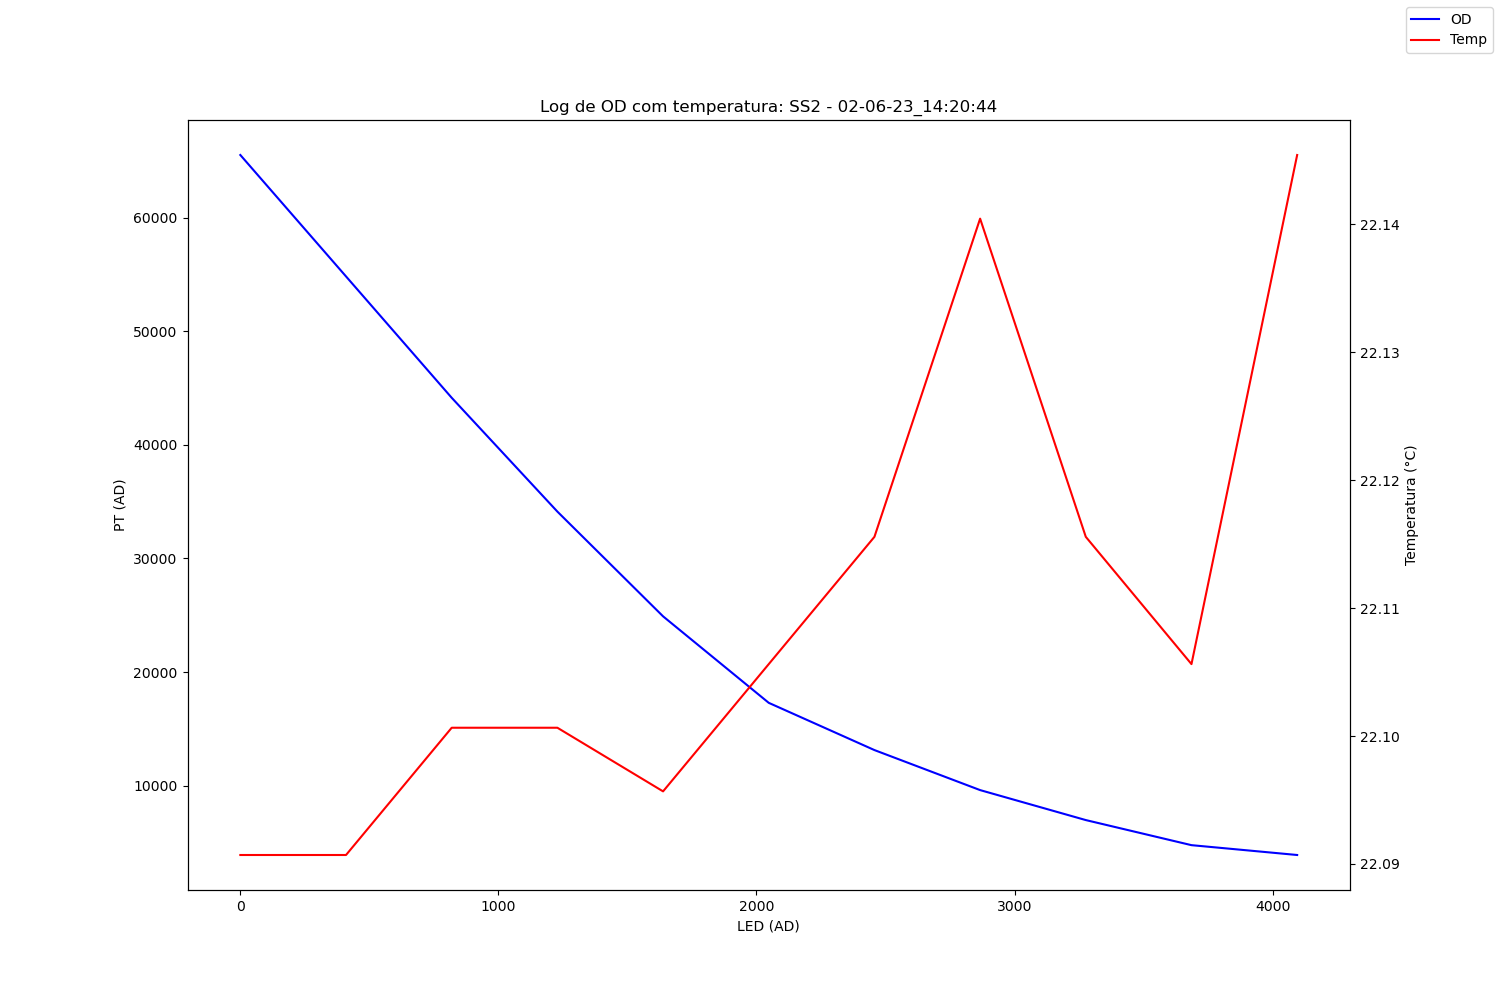 OD
Temp
Log de OD com temperatura: SS2 - 02-06-23_14:20:44
60000
50000
40000
30000
20000
10000
PT (AD)
22.14
22.13
22.12
22.11
22.10
22.09
Temperatura (°C)
0 1000 2000 3000 4000
LED (AD)